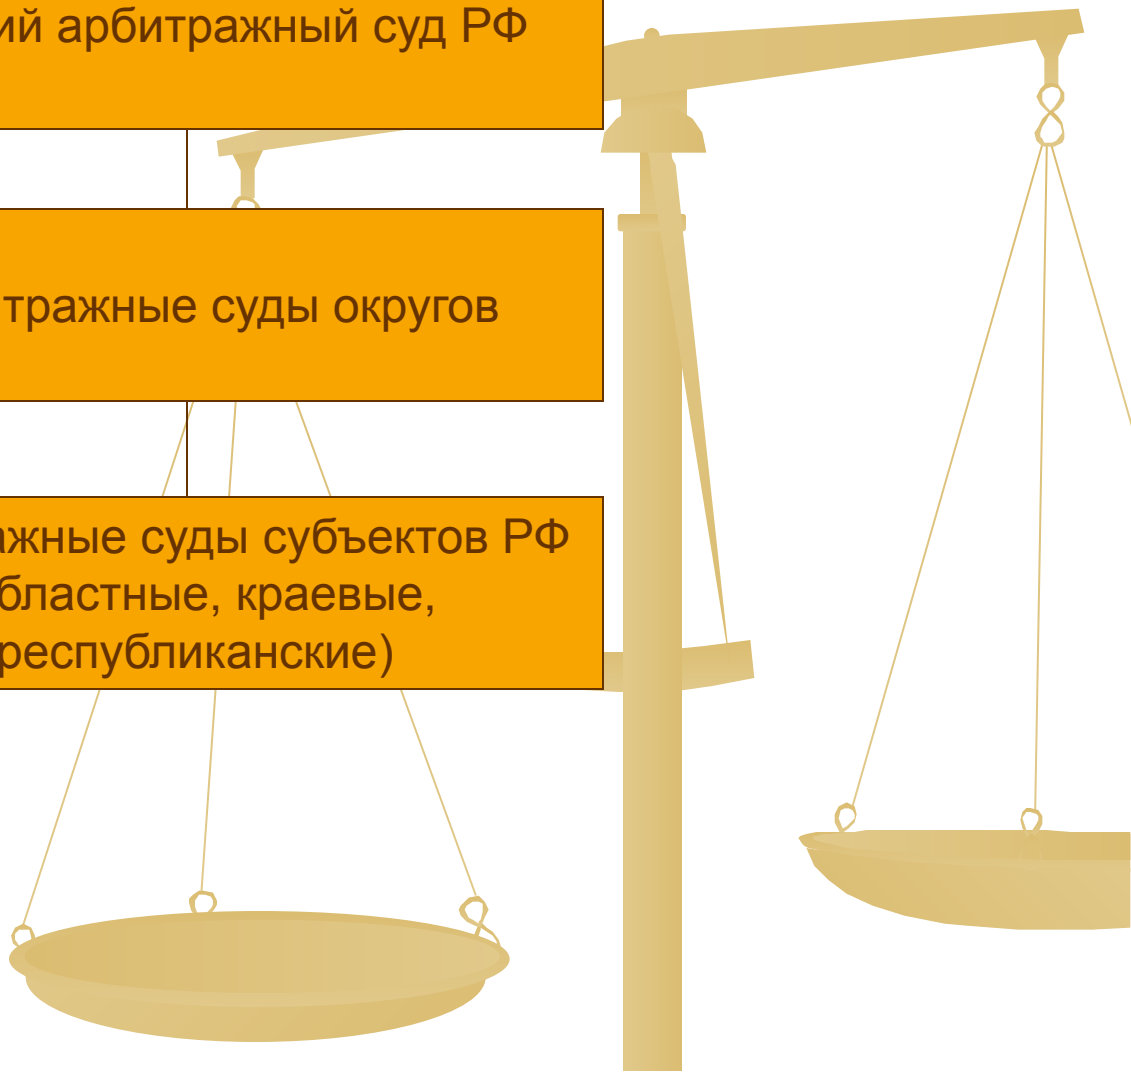 ий арбитражный суд РФ
тражные суды округов
ажные суды субъектов РФ
бластные, краевые,
республиканские)